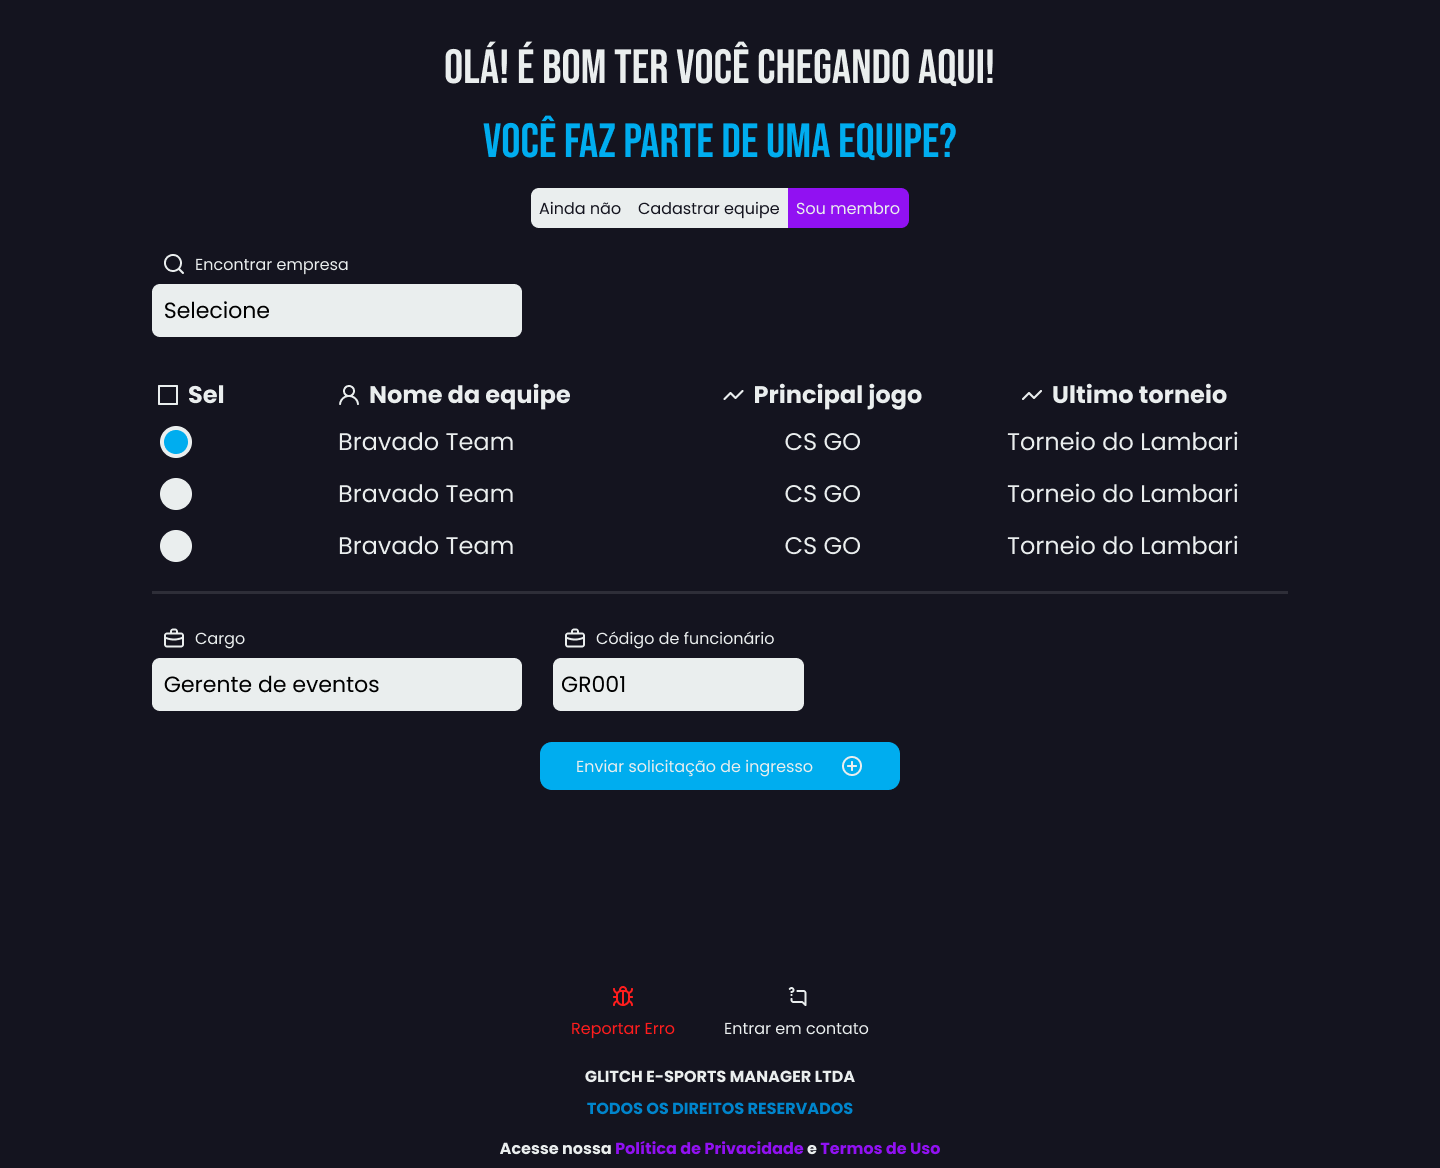 OLÁ! É BOM TER VOCÊ CHEGANDO AQUI!
VOCÊ FAZ PARTE DE UMA EQUIPE?
Ainda não Cadastrar equipe Sou membro
Encontrar empresa
Selecione
Sel Nome da equipe Principal jogo Ultimo torneio
Bravado Team CS GO Torneio do Lambari
Bravado Team CS GO Torneio do Lambari
Bravado Team CS GO Torneio do Lambari
Cargo Código de funcionário
Gerente de eventos GR001
Enviar solicitação de ingresso
Reportar Erro Entrar em contato
GLITCH E-SPORTS MANAGER LTDA
TODOS OS DIREITOS RESERVADOS
Acesse nossa Política de Privacidade e Termos de Uso